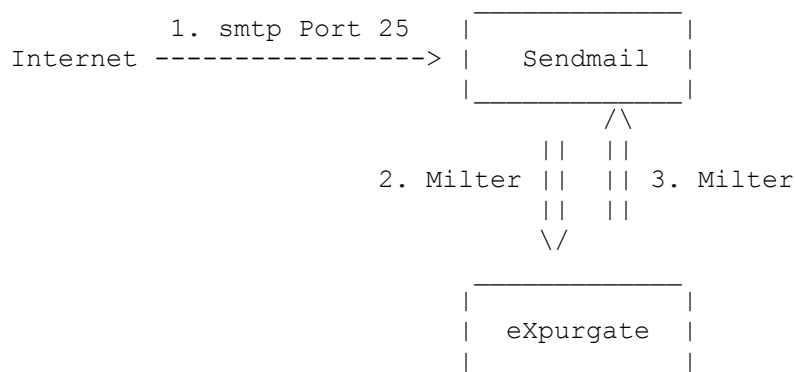 1. smtp Port 25
Internet -----------------> | Sendmail |
2. Milter || || 3. Milter
| eXpurgate |